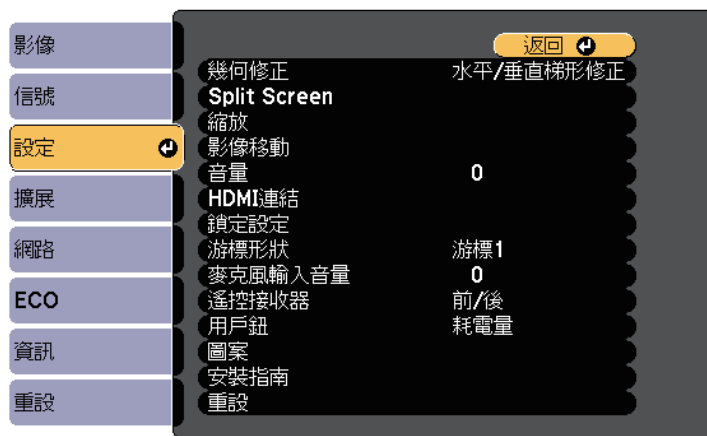 影像
信號
設定
擴展
網路
ECO
資訊
重設
返回
幾何修正 水平/垂直梯形修正
Split Screen
縮放
影像移動
音量 0
HDMI連結
鎖定設定
游標形狀 游標1
麥克風輸入音量 0
遙控接收器 前/後
用戶鈕 耗電量
圖案
安裝指南
重設